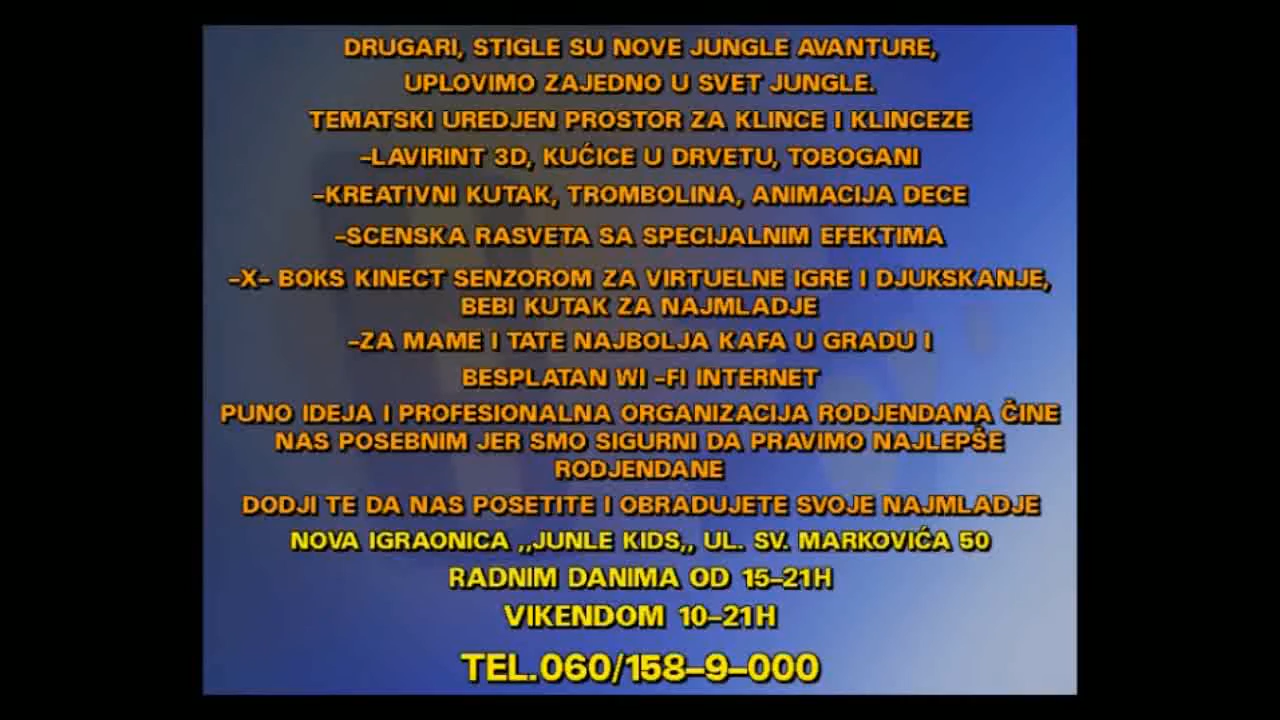 DRUGARI, STIGLE SU NOVE JUNGLE AVANTURE,
UPLOVIMO ZAJEDNO U SVET JUNGLE.
TEMATSKI UREDJEN PROSTOR ZA KLINCE I KLINCEZE
-LAVIRINT 3D, KUĆICE U DRVETU, TOBOGANI
-KREATIVNI KUTAK, TROMBOLINA, ANIMACIJA DECE
-SCENSKA RASVETA SA SPECIJALNIM EFEKTIMA
-X- BOKS KINECT SENZOROM ZA VIRTUELNE IGRE I DJUKSKANJE,
BEBI KUTAK ZA NAJMLADJE
-ZA MAME I TATE NAJBOLJA KAFA U GRADU I
BESPLATAN WI -FI INTERNET
PUNO IDEJA I PROFESIONALNA ORGANIZACIJA RODJENDANA ČINE
NAS POSEBNIM JER SMO SIGURNI DA PRAVIMO NAJLEPŠE
RODJENDANE
DODJI TE DA NAS POSETITE I OBRADUJETE SVOJE NAJMLADJE
NOVA IGRAONICA ,,JUNLE KIDS,, UL. SV. MARKOVIĆA 50
RADNIM DANIMA OD 15-21H
VIKENDOM 10-21H
TEL.060/158-9-000